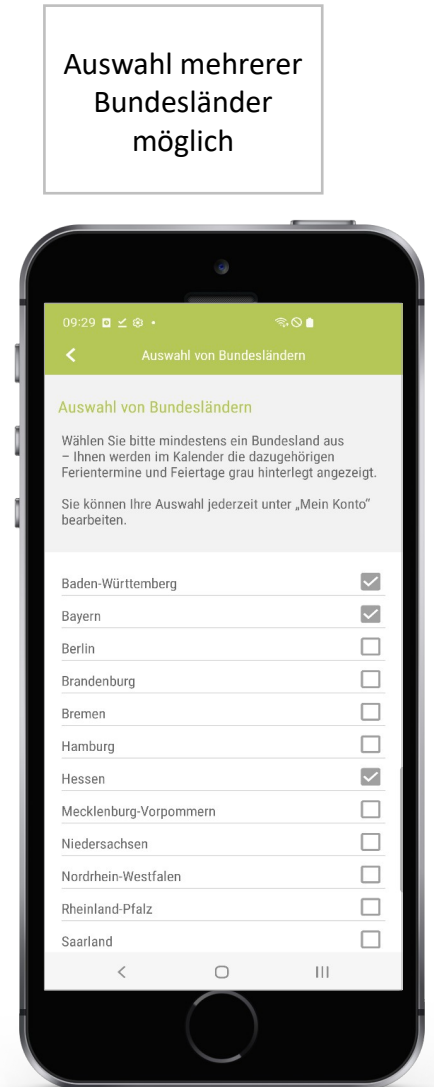 Auswahl mehrerer
Bundesländer
möglich
09:29
Auswahl von Bundesländern
Auswahl von Bundesländern
Wählen Sie bitte mindestens ein Bundesland aus
– Ihnen werden im Kalender die dazugehörigen
Ferientermine und Feiertage grau hinterlegt angezeigt.
Sie können Ihre Auswahl jederzeit unter „Mein Konto“
bearbeiten.
Baden-Württemberg
Bayern
Berlin
Brandenburg
Bremen
Hamburg
Hessen
Mecklenburg-Vorpommern
Niedersachsen
Nordrhein-Westfalen
Rheinland-Pfalz
Saarland